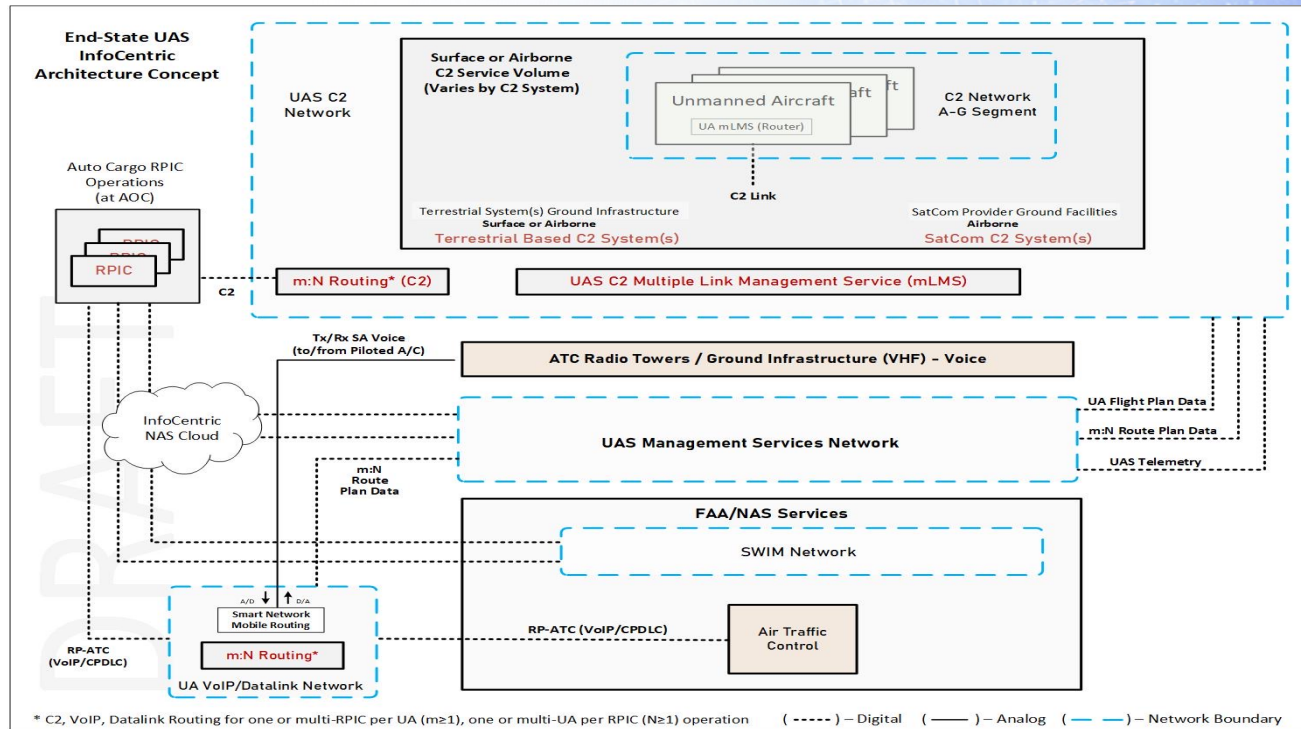 End-State UAS
InfoCentric
Architecture Concept
UAS C2
Network
Surface or Airborne
C2 Service Volume
(Varies by C2 System)
Unmanned Aircraft
aft
ft
UA mLMS (Router)
C2 Network
A-G Segment
C2 Link
Terrestrial System(s) Ground Infrastructure
Surface or Airborne
Terrestrial Based C2 System(s)
SatCom Provider Ground Facilities
Airborne
SatCom C2 System(s)
Auto Cargo RPIC
Operations
(at AOC)
RPIC
RPIC
RPIC
C2
m:N Routing* (C2)
UAS C2 Multiple Link Management Service (mLMS)
Tx/Rx SA Voice
(to/from Piloted A/C)
ATC Radio Towers / Ground Infrastructure (VHF) – Voice
InfoCentric
NAS Cloud
UAS Management Services Network
UA Flight Plan Data
m:N Route Plan Data
UAS Telemetry
m:N
Route
Plan Data
FAA/NAS Services
SWIM Network
A/D
D/A
Smart Network
Mobile Routing
m:N Routing*
UA VoIP/Datalink Network
RP-ATC
(VoIP/CPDLC)
RP-ATC (VoIP/CPDLC)
Air Traffic
Control
DRAFT
* C2, VoIP, Datalink Routing for one or multi-RPIC per UA (m≥1), one or multi-UA per RPIC (N≥1) operation
( ------ ) – Digital
( —— ) – Analog
( — — ) – Network Boundary